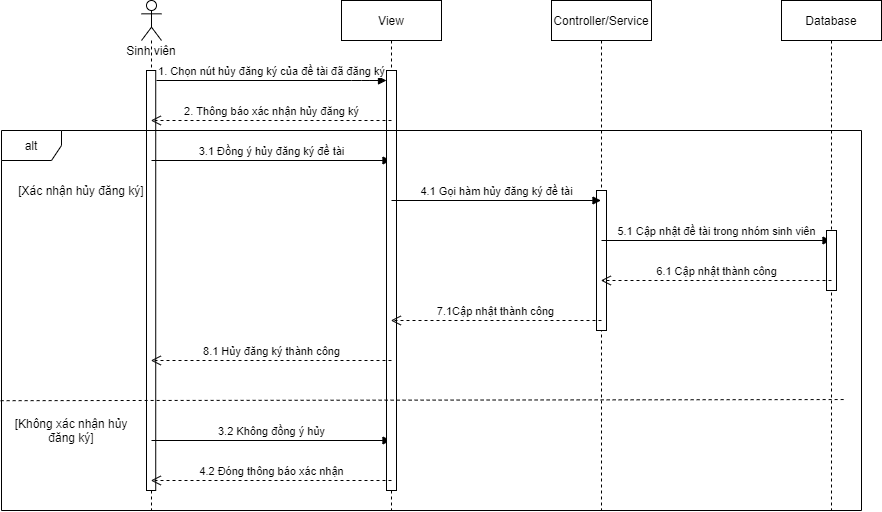 View
Controller/Service
Database
Sinh viên
1. Chọn nút hủy đăng ký của đề tài đã đăng ký
2. Thông báo xác nhận hủy đăng ký
alt
3.1 Đồng ý hủy đăng ký đề tài
[Xác nhận hủy đăng ký]
4.1 Gọi hàm hủy đăng ký đề tài
5.1 Cập nhật đề tài trong nhóm sinh viên
6.1 Cập nhật thành công
7.1Cập nhật thành công
8.1 Hủy đăng ký thành công
[Không xác nhận hủy
đăng ký]
3.2 Không đồng ý hủy
4.2 Đóng thông báo xác nhận